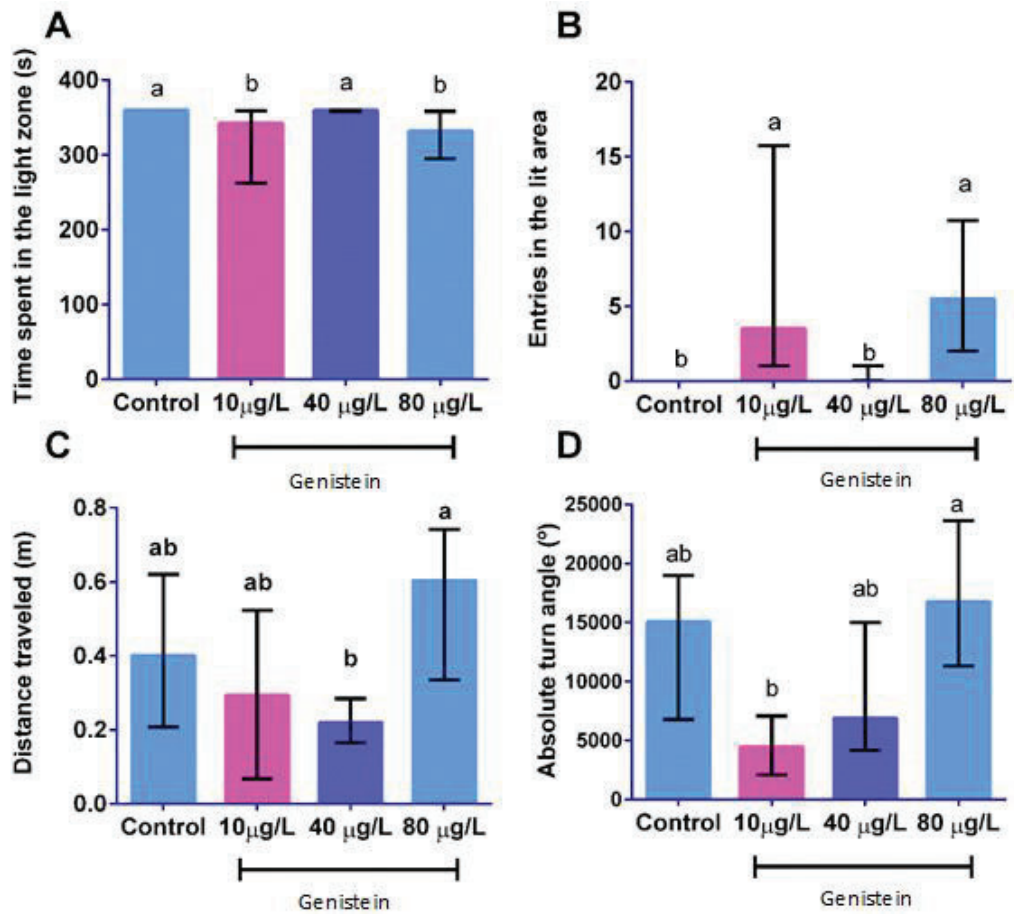 A
Time spent in the light zone (s)
400
300
200
100
0
a
b
a
b
Control 10μg/L 40 μg/L 80 μg/L
Genistein
B
Entries in the lit area
20
15
10
5
0
b
a
b
a
Control 10μg/L 40 μg/L 80 μg/L
Genistein
C
Distance traveled (m)
0.8
0.6
0.4
0.2
0.0
ab
ab
b
a
Control 10μg/L 40 μg/L 80 μg/L
Genistein
D
Absolute turn angle (º)
25000
20000
15000
10000
5000
0
ab
b
ab
a
Control 10μg/L 40 μg/L 80 μg/L
Genistein